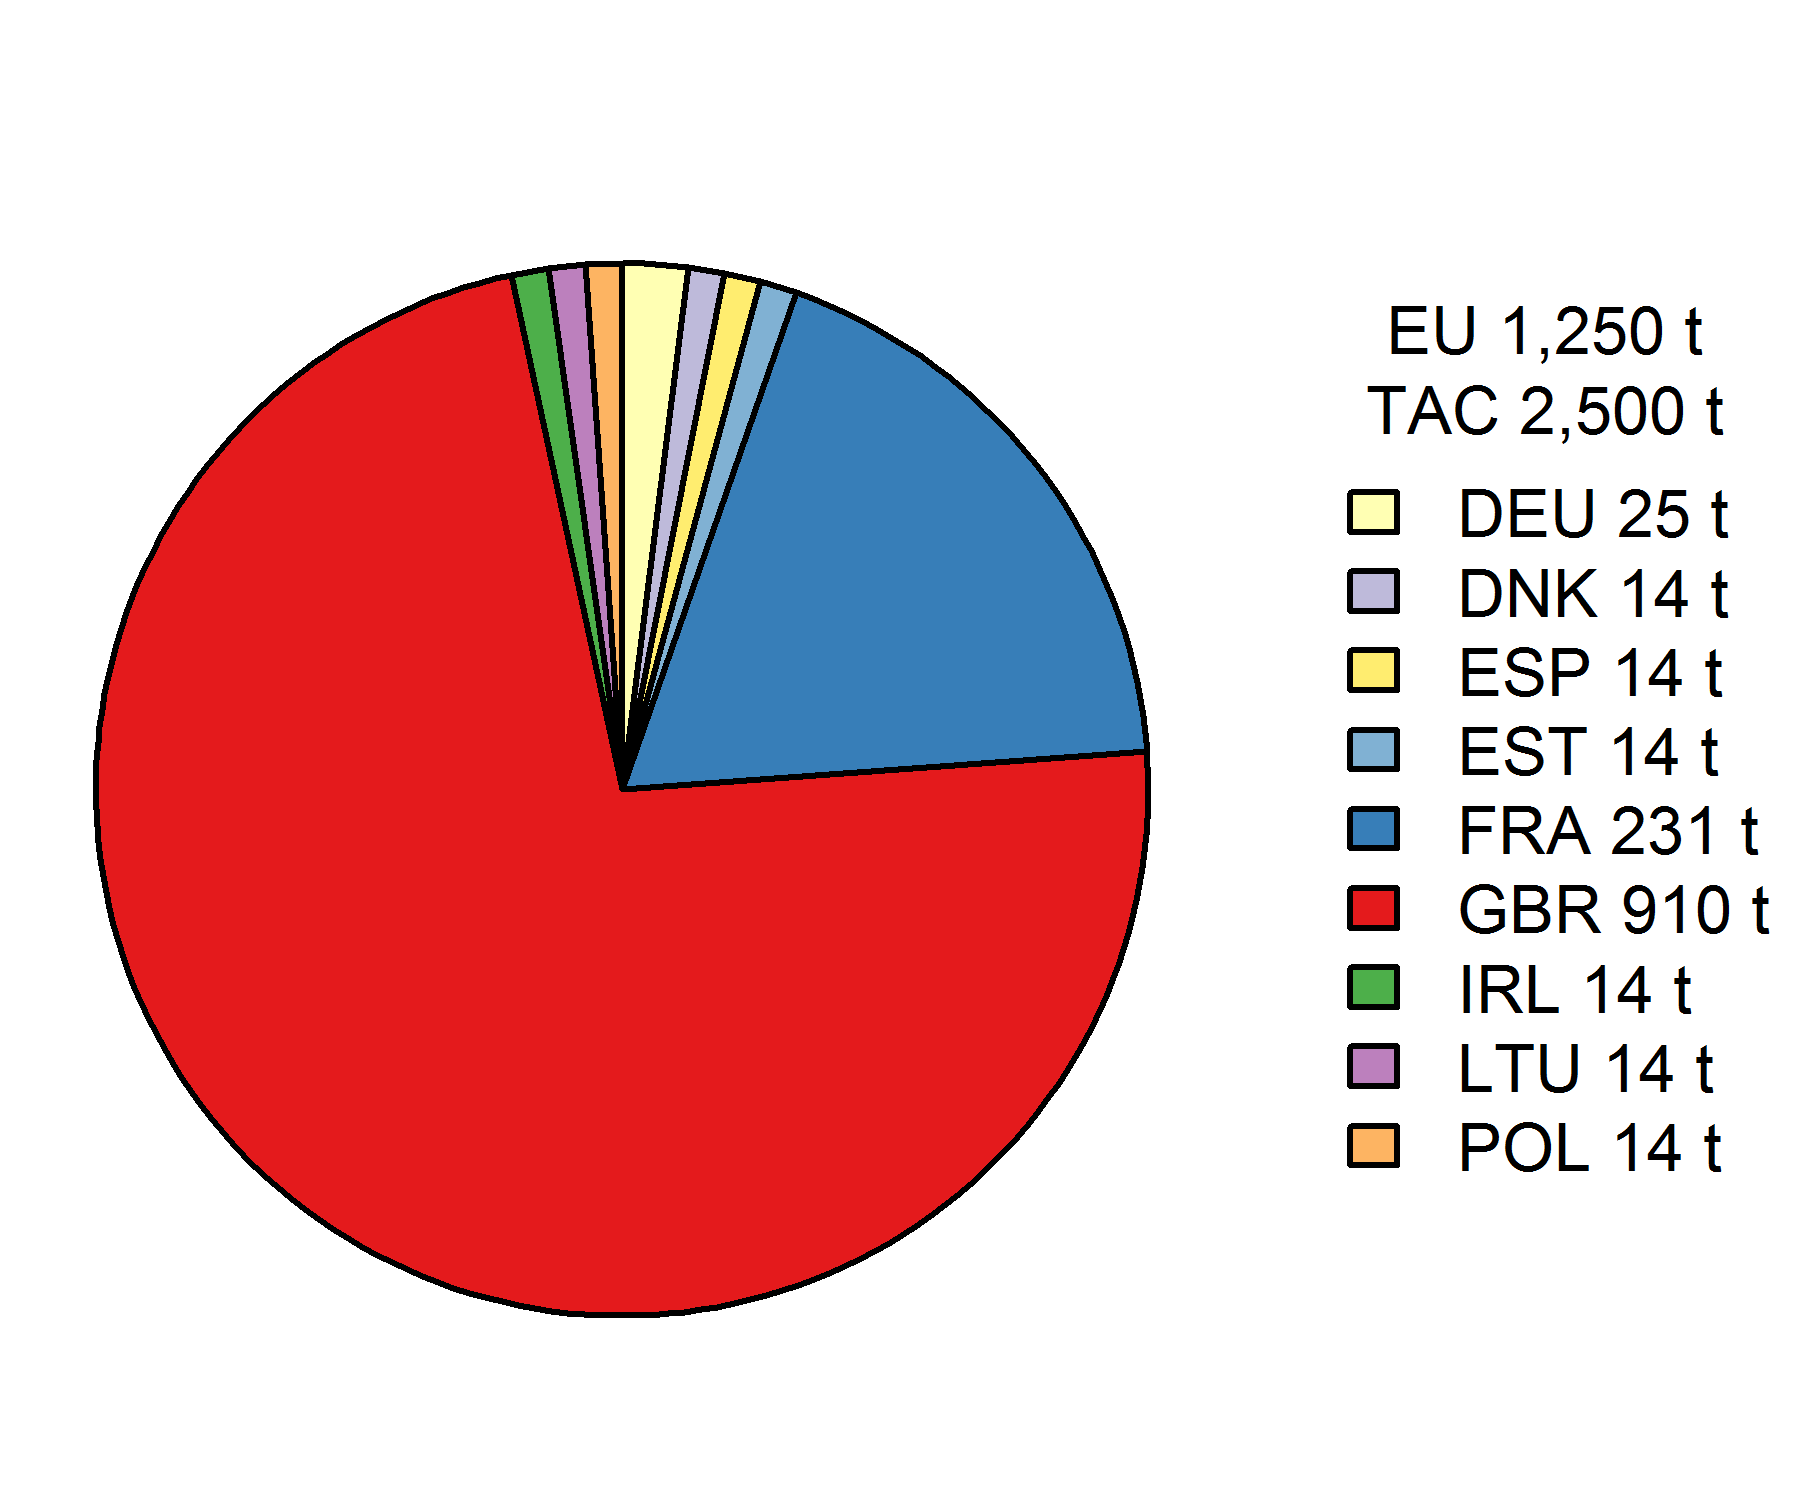 EU 1,250 t
TAC 2,500 t
DEU 25 t
DNK 14 t
ESP 14 t
EST 14 t
FRA 231 t
GBR 910 t
IRL 14 t
LTU 14 t
POL 14 t